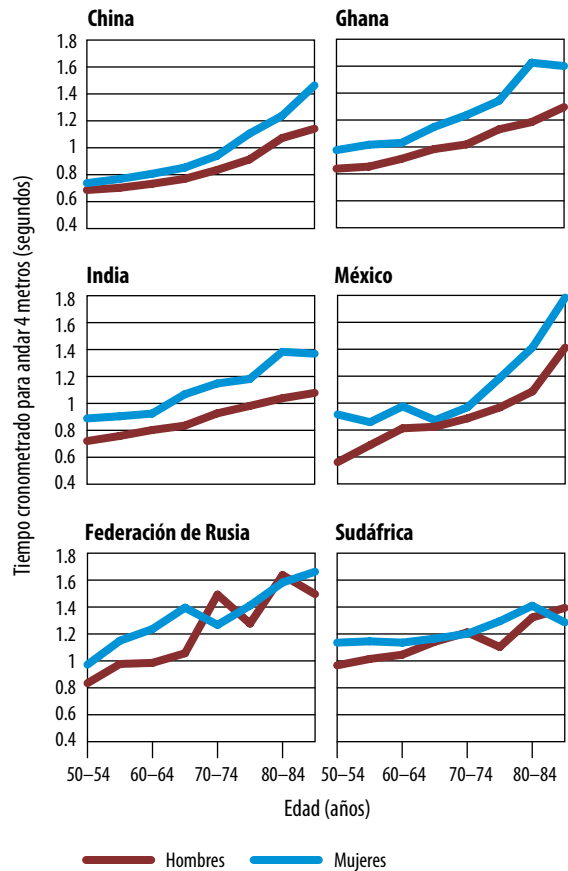 China
Ghana
1.8
1.6
1.4
1.2
1.0
0.8
0.6
0.4
India
México
1.8
1.6
1.4
1.2
1
0.8
0.6
0.4
Federación de Rusia
Sudáfrica
1.8
1.6
1.4
1.2
1
0.8
0.6
0.4
50–54 60–64 70–74 80–84
50–54 60–64 70–74 80–84
Edad (años)
Tiempo cronometrado para andar 4 metros (segundos)
Hombres
Mujeres